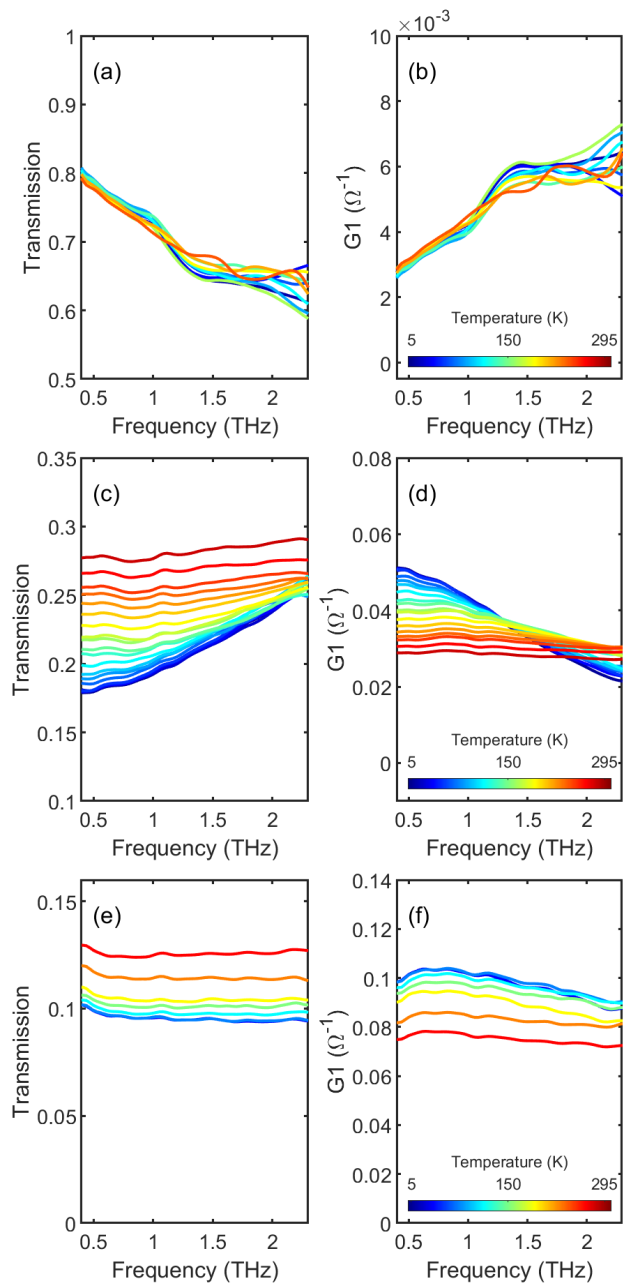 (a)
Transmission
1
0.9
0.8
0.7
0.6
0.5
0.5 1 1.5 2
Frequency (THz)
(b)
×10⁻³
G1 (Ω⁻¹)
10
8
6
4
2
0
Temperature (K)
5 150 295
0.5 1 1.5 2
Frequency (THz)
(c)
Transmission
0.35
0.3
0.25
0.2
0.15
0.1
0.5 1 1.5 2
Frequency (THz)
(d)
G1 (Ω⁻¹)
0.08
0.06
0.04
0.02
0
Temperature (K)
5 150 295
0.5 1 1.5 2
Frequency (THz)
(e)
Transmission
0.15
0.1
0.05
0
0.5 1 1.5 2
Frequency (THz)
(f)
G1 (Ω⁻¹)
0.14
0.12
0.1
0.08
0.06
0.04
0.02
0
Temperature (K)
5 150 295
0.5 1 1.5 2
Frequency (THz)